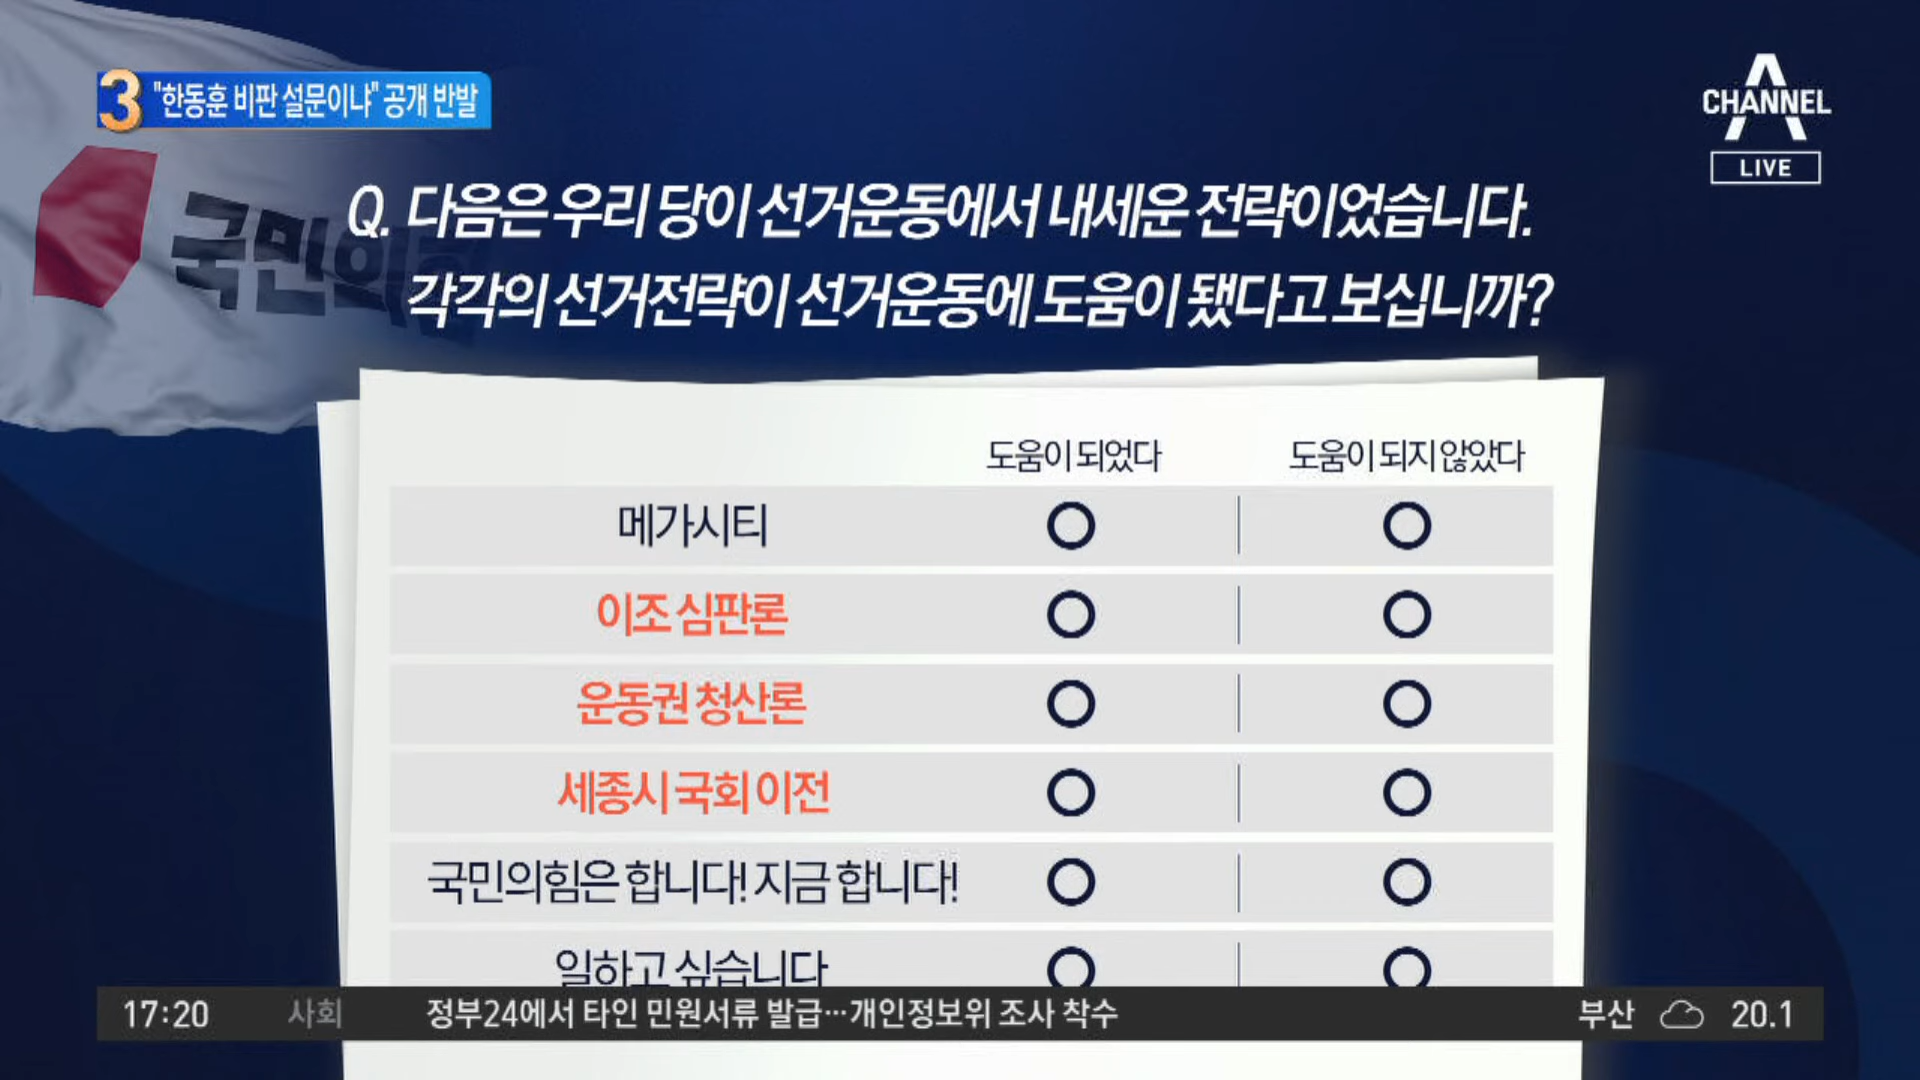 3 "한동훈 비판 설문이냐" 공개 반발
CHANNEL A
LIVE
국민의
Q. 다음은 우리 당이 선거운동에서 내세운 전략이었습니다.
각각의 선거전략이 선거운동에 도움이 됐다고 보십니까?
도움이 되었다 도움이 되지 않았다
메가시티
이조 심판론
운동권 청산론
세종시 국회 이전
국민의힘은 합니다! 지금 합니다!
일하고 싶습니다
17:20 사회 정부24에서 타인 민원서류 발급…개인정보위 조사 착수 부산 20.1